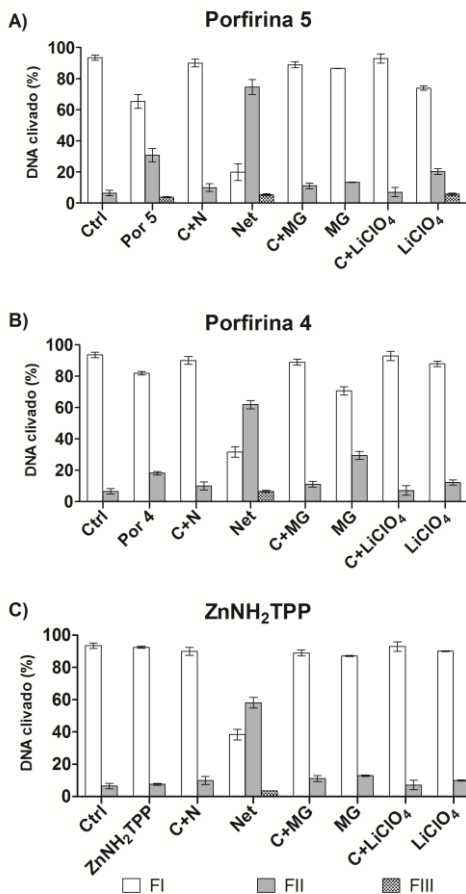 A) Porfirina 5
DNA clivado (%)
100
80
60
40
20
0
Ctrl
Por 5
C+N
Net
C+MG
MG
C+LiClO₄
LiClO₄
B) Porfirina 4
DNA clivado (%)
100
80
60
40
20
0
Ctrl
Por 4
C+N
Net
C+MG
MG
C+LiClO₄
LiClO₄
C) ZnNH₂TPP
DNA clivado (%)
100
80
60
40
20
0
Ctrl
ZnNH₂TPP
C+N
Net
C+MG
MG
C+LiClO₄
LiClO₄
FI FII FIII